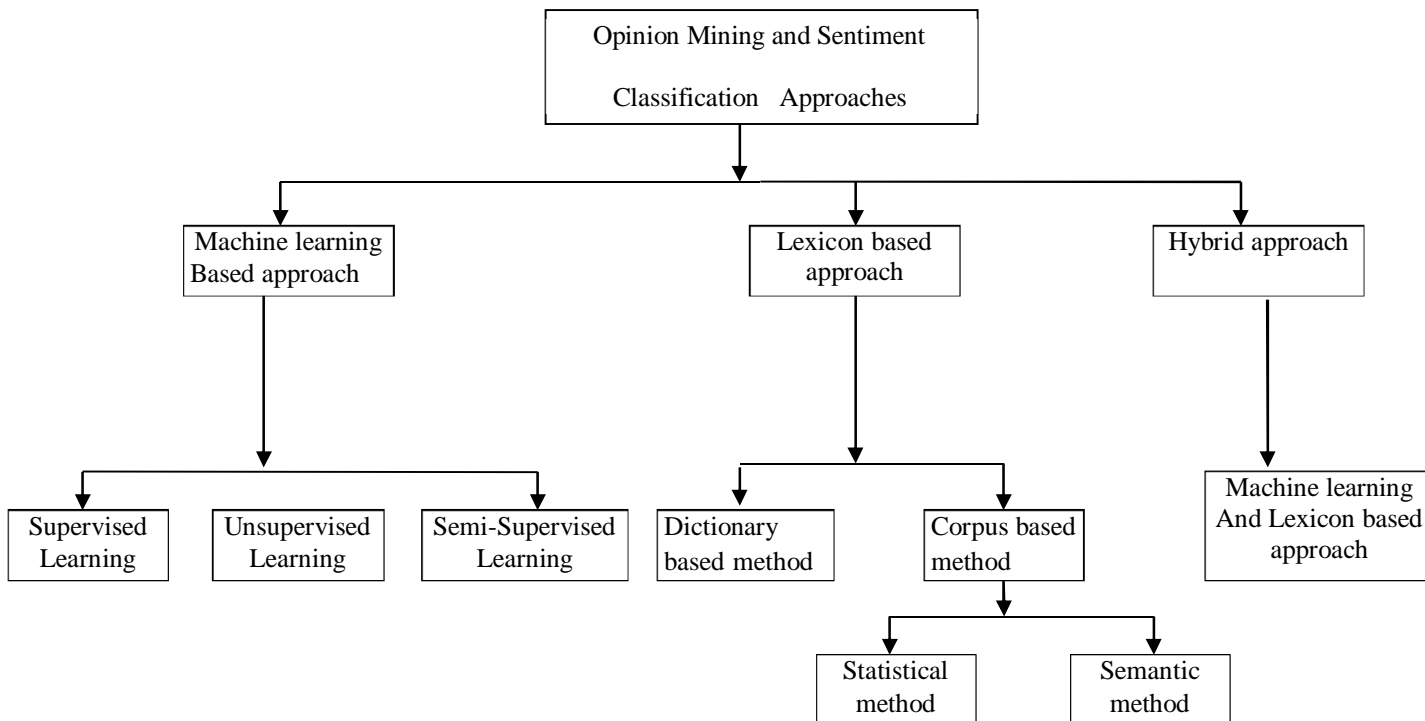 Opinion Mining and Sentiment
Classification Approaches
Machine learning
Based approach
Lexicon based
approach
Hybrid approach
Supervised
Learning
Unsupervised
Learning
Semi-Supervised
Learning
Dictionary
based method
Corpus based
method
Machine learning
And Lexicon based
approach
Statistical
method
Semantic
method